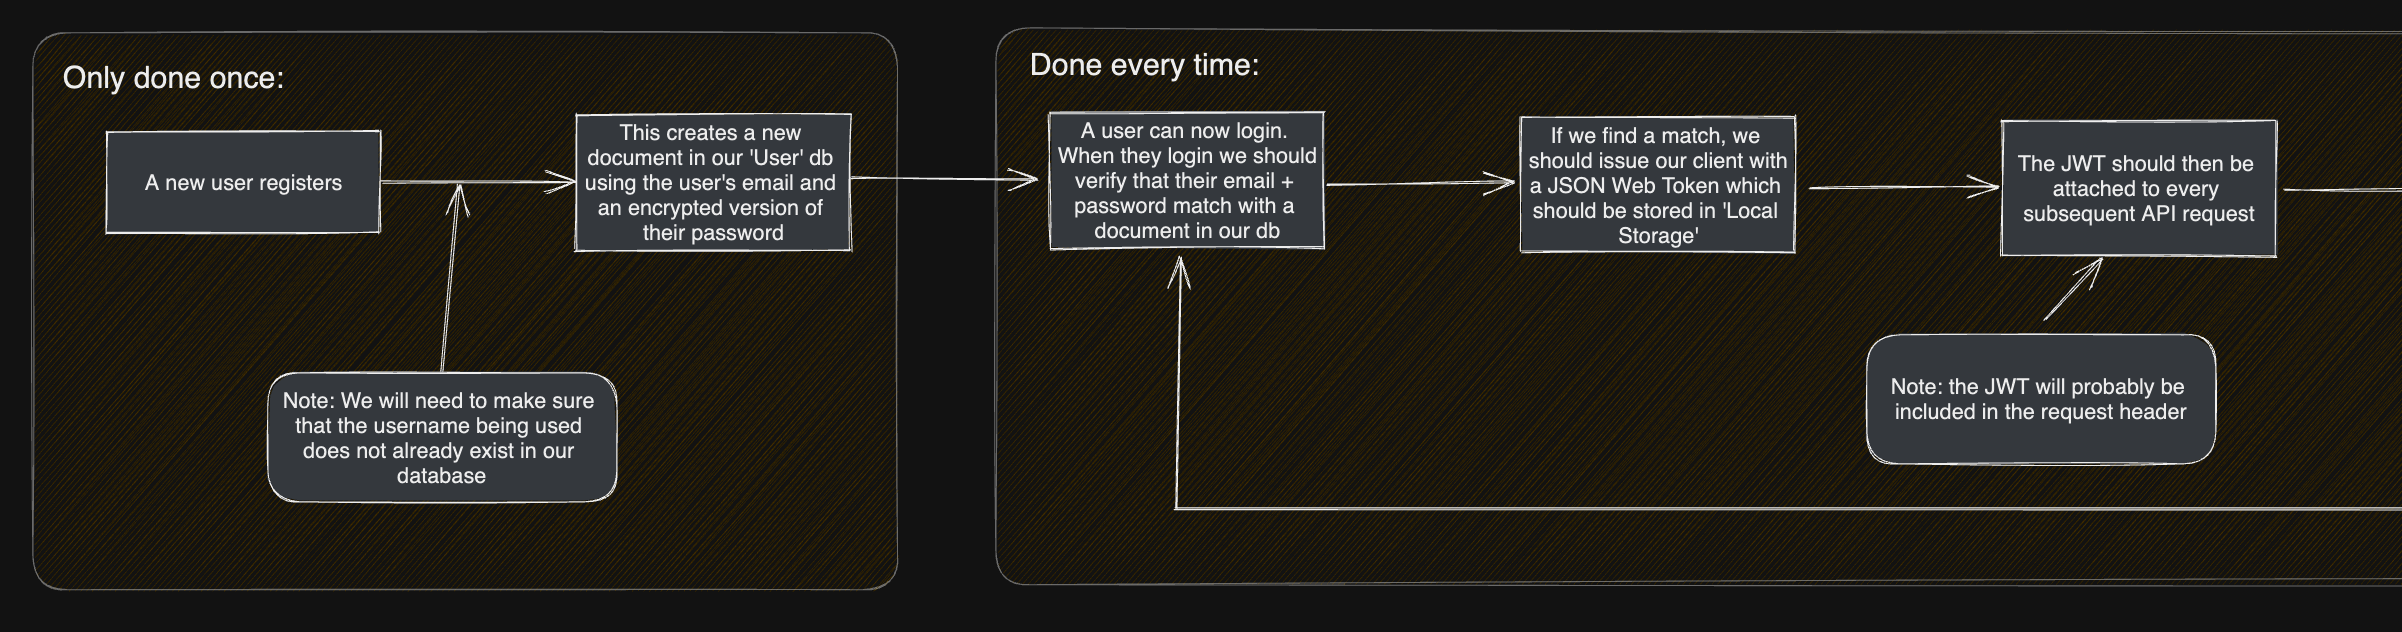 Only done once:
A new user registers
This creates a new
document in our 'User' db
using the user's email and
an encrypted version of
their password
Note: We will need to make sure
that the username being used
does not already exist in our
database
Done every time:
A user can now login.
When they login we should
verify that their email +
password match with a
document in our db
If we find a match, we
should issue our client with
a JSON Web Token which
should be stored in 'Local
Storage'
The JWT should then be
attached to every
subsequent API request
Note: the JWT will probably be
included in the request header